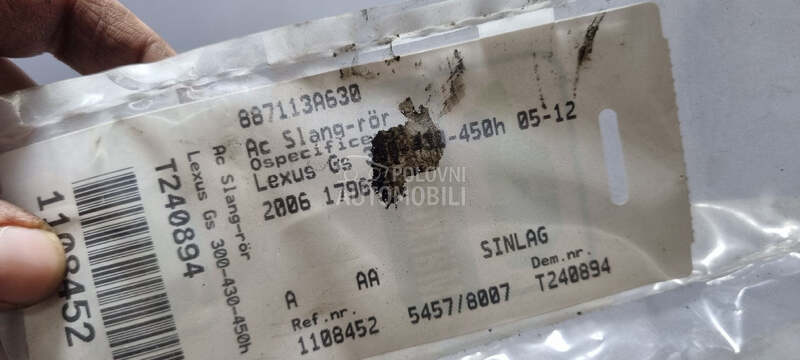 887113A630
Ac Slang-rör
Ospecifice
Lexus Gs -450h 05-12
2006 1796
SINLAG
A AA
Dem.nr.
Ref.nr. 5457/8007 T240894
1108452
T240894
Ac Slang-rör
Lexus Gs 300-430-450h
1108452
POLOVNI
AUTOMOBILI